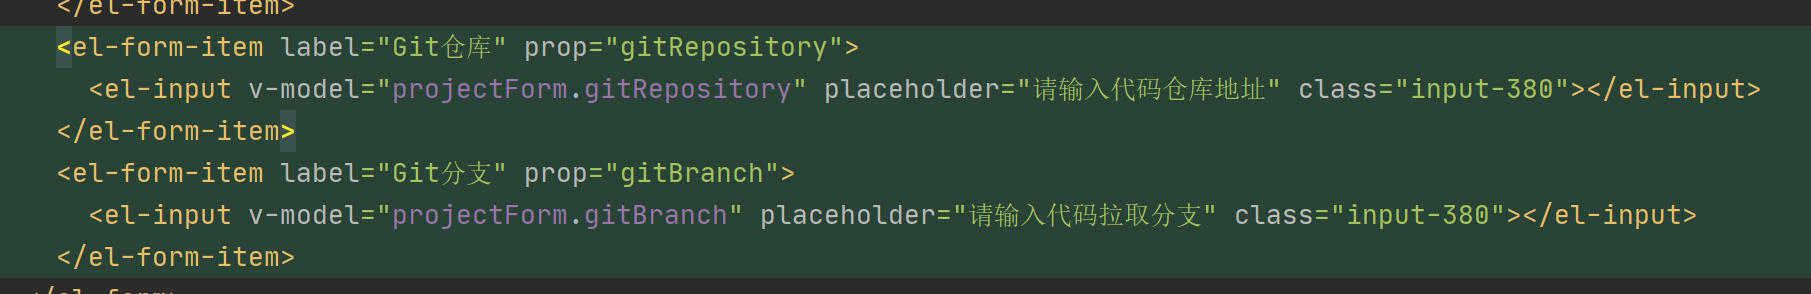 </el-form-item>
<el-form-item label="Git仓库" prop="gitRepository">
<el-input v-model="projectForm.gitRepository" placeholder="请输入代码仓库地址" class="input-380"></el-input>
</el-form-item>
<el-form-item label="Git分支" prop="gitBranch">
<el-input v-model="projectForm.gitBranch" placeholder="请输入代码拉取分支" class="input-380"></el-input>
</el-form-item>